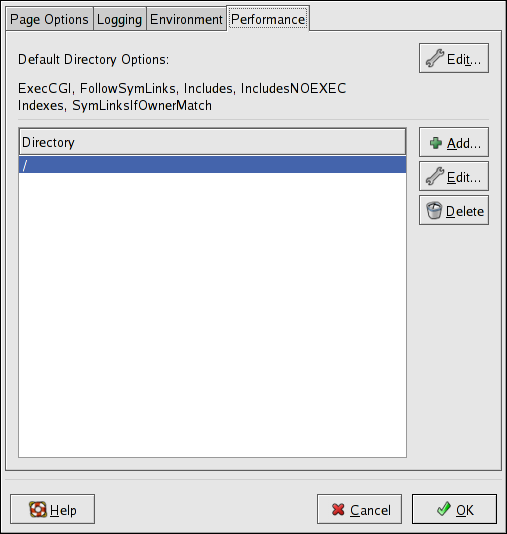 Page Options Logging Environment Performance
Default Directory Options: Edit...
ExecCGI, FollowSymLinks, Includes, IncludesNOEXEC
Indexes, SymLinksIfOwnerMatch
Directory Add...
/
Edit...
Delete
Help Cancel OK